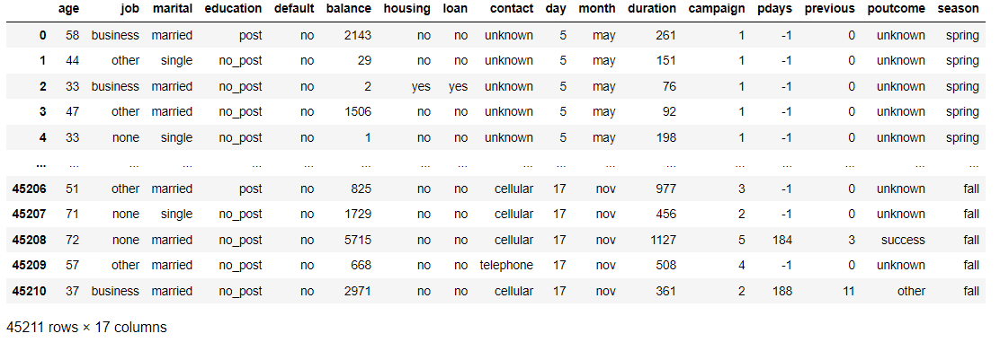 age job marital education default balance housing loan contact day month duration campaign pdays previous poutcome season
0 58 business married post no 2143 no no unknown 5 may 261 1 -1 0 unknown spring
1 44 other single no_post no 29 no no unknown 5 may 151 1 -1 0 unknown spring
2 33 business married no_post no 2 yes yes unknown 5 may 76 1 -1 0 unknown spring
3 47 other married no_post no 1506 no no unknown 5 may 92 1 -1 0 unknown spring
4 33 none single no_post no 1 no no unknown 5 may 198 1 -1 0 unknown spring
... ... ... ... ... ... ... ... ... ... ... ... ... ... ... ... ... ...
45206 51 other married post no 825 no no cellular 17 nov 977 3 -1 0 unknown fall
45207 71 none single no_post no 1729 no no cellular 17 nov 456 2 -1 0 unknown fall
45208 72 none married no_post no 5715 no no cellular 17 nov 1127 5 184 3 success fall
45209 57 other married no_post no 668 no no telephone 17 nov 508 4 -1 0 unknown fall
45210 37 business married no_post no 2971 no no cellular 17 nov 361 2 188 11 other fall
45211 rows × 17 columns